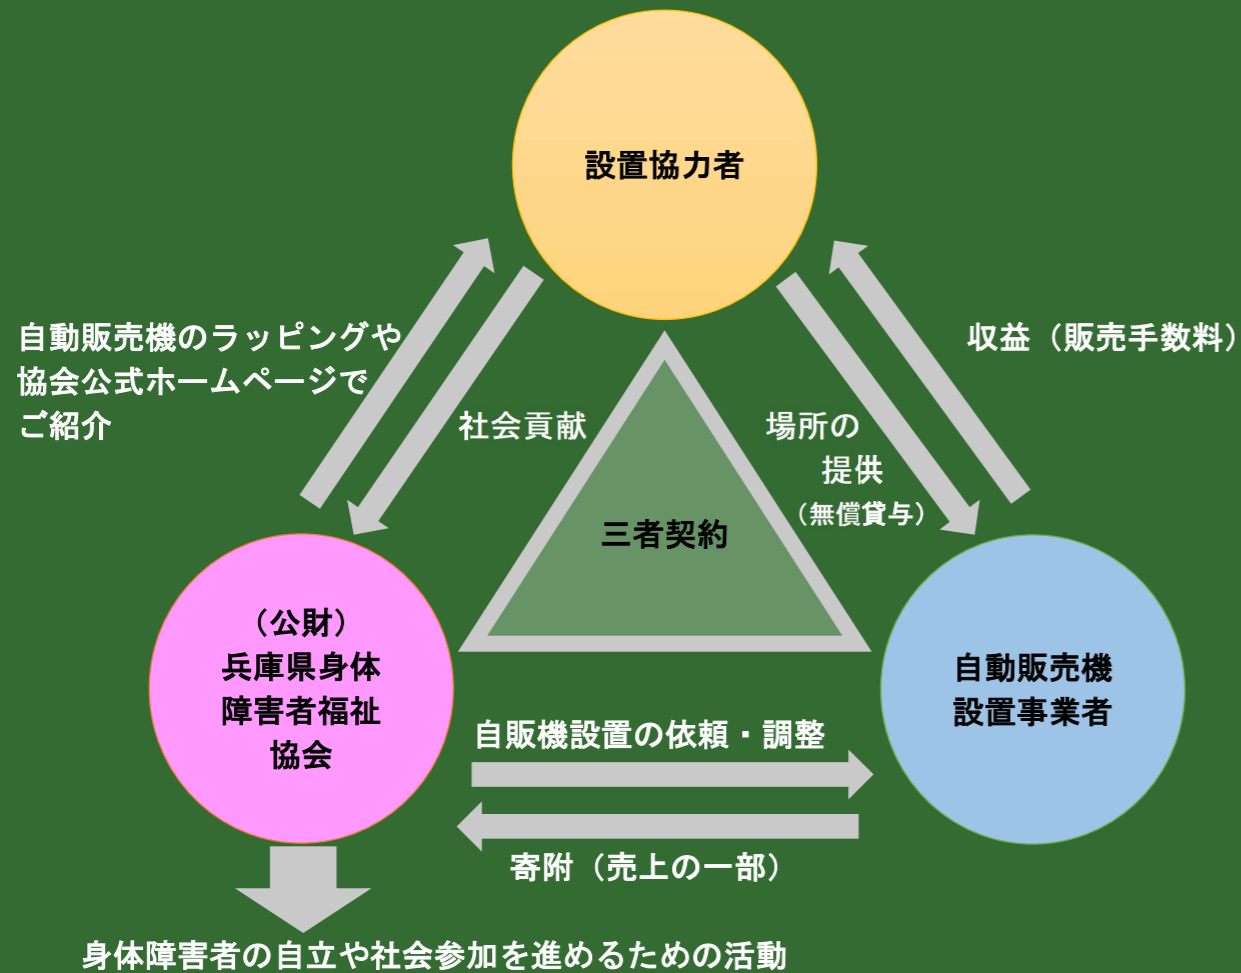 設置協力者
自動販売機のラッピングや
協会公式ホームページで
ご紹介
収益（販売手数料）
社会貢献
場所の
提供
（無償貸与）
三者契約
（公財）
兵庫県身体
障害者福祉
協会
自動販売機
設置事業者
自販機設置の依頼・調整
寄附（売上の一部）
身体障害者の自立や社会参加を進めるための活動